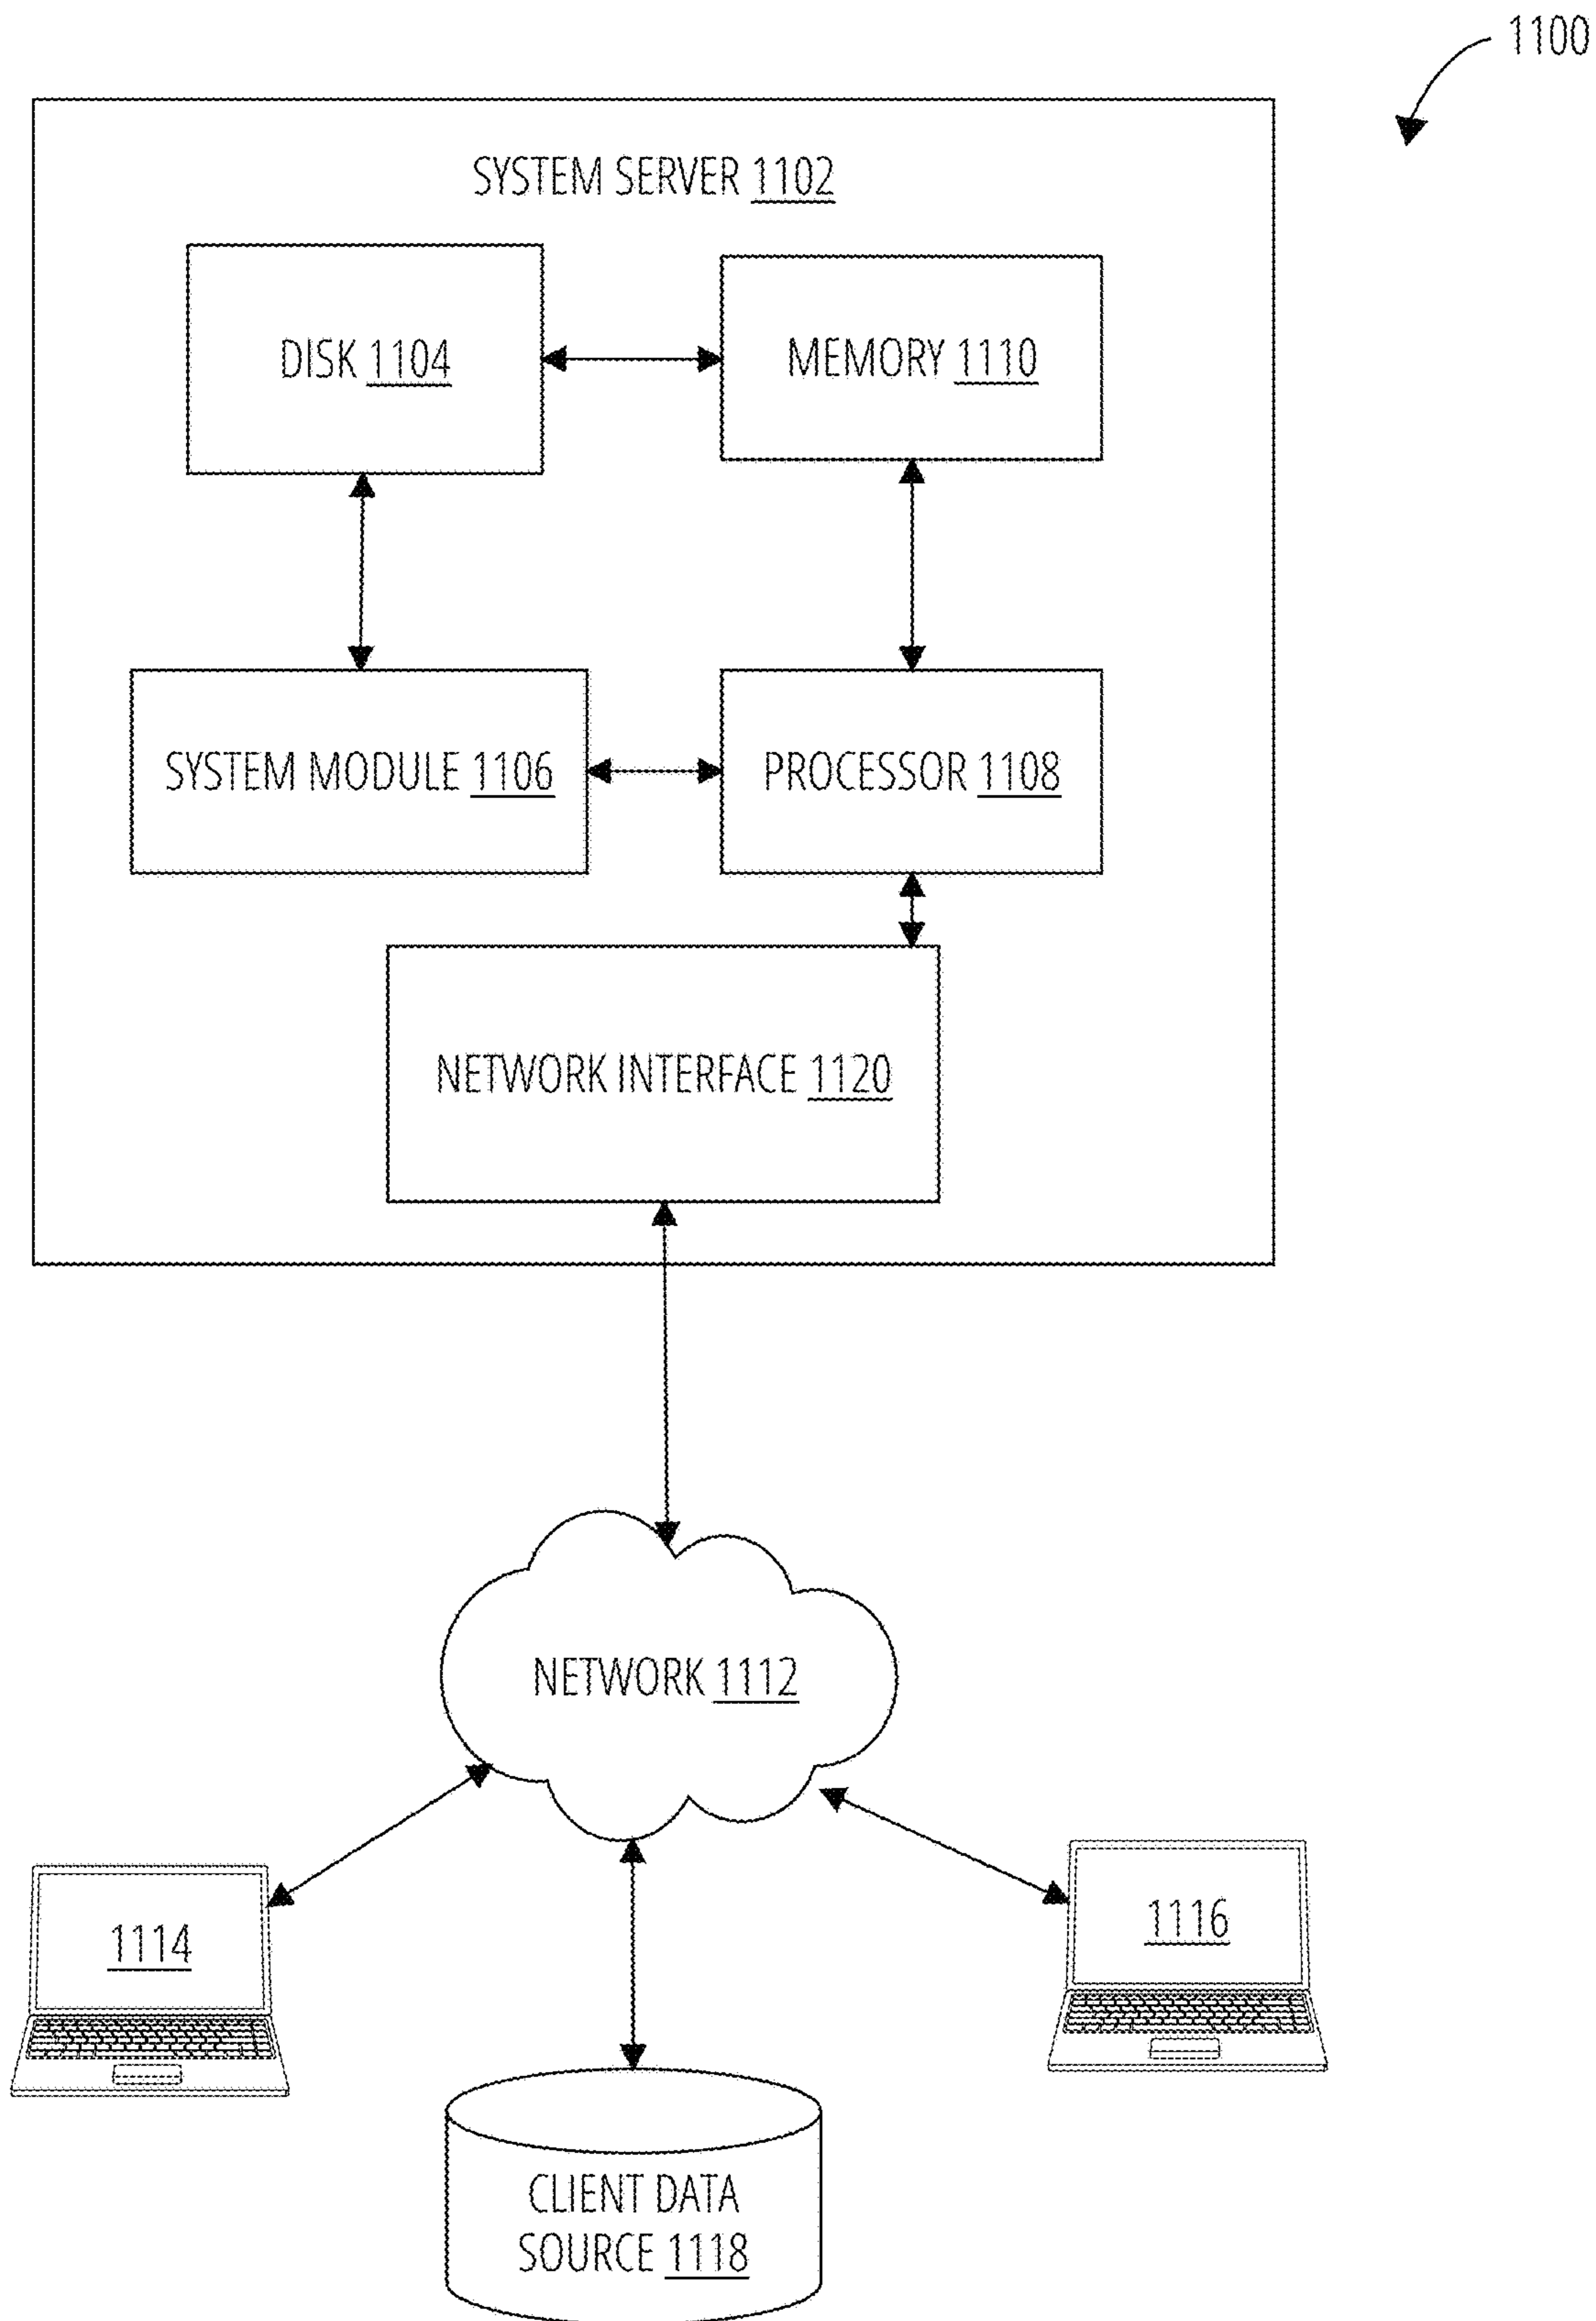 1100
SYSTEM SERVER 1102
DISK 1104
MEMORY 1110
SYSTEM MODULE 1106
PROCESSOR 1108
NETWORK INTERFACE 1120
NETWORK 1112
1114
1116
CLIENT DATA
SOURCE 1118